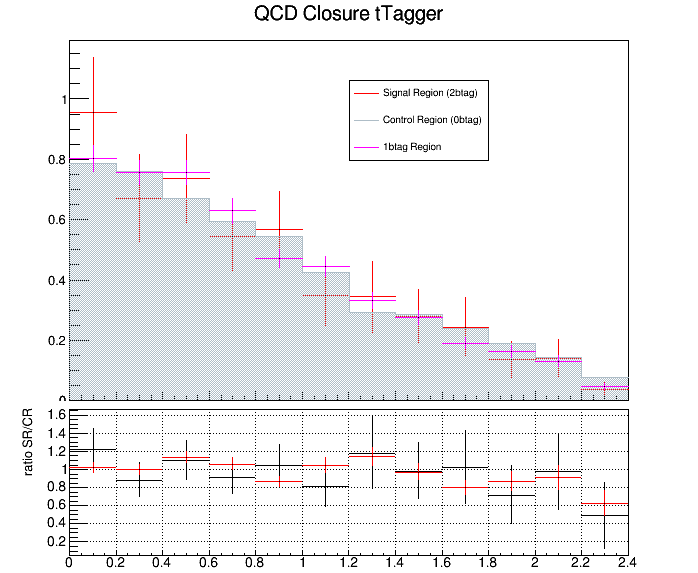 QCD Closure tTagger
1
0.8
0.6
0.4
0.2
0
Signal Region (2btag)
Control Region (0btag)
1btag Region
ratio SR/CR
1.6
1.4
1.2
1
0.8
0.6
0.4
0.2
0 0.2 0.4 0.6 0.8 1 1.2 1.4 1.6 1.8 2 2.2 2.4